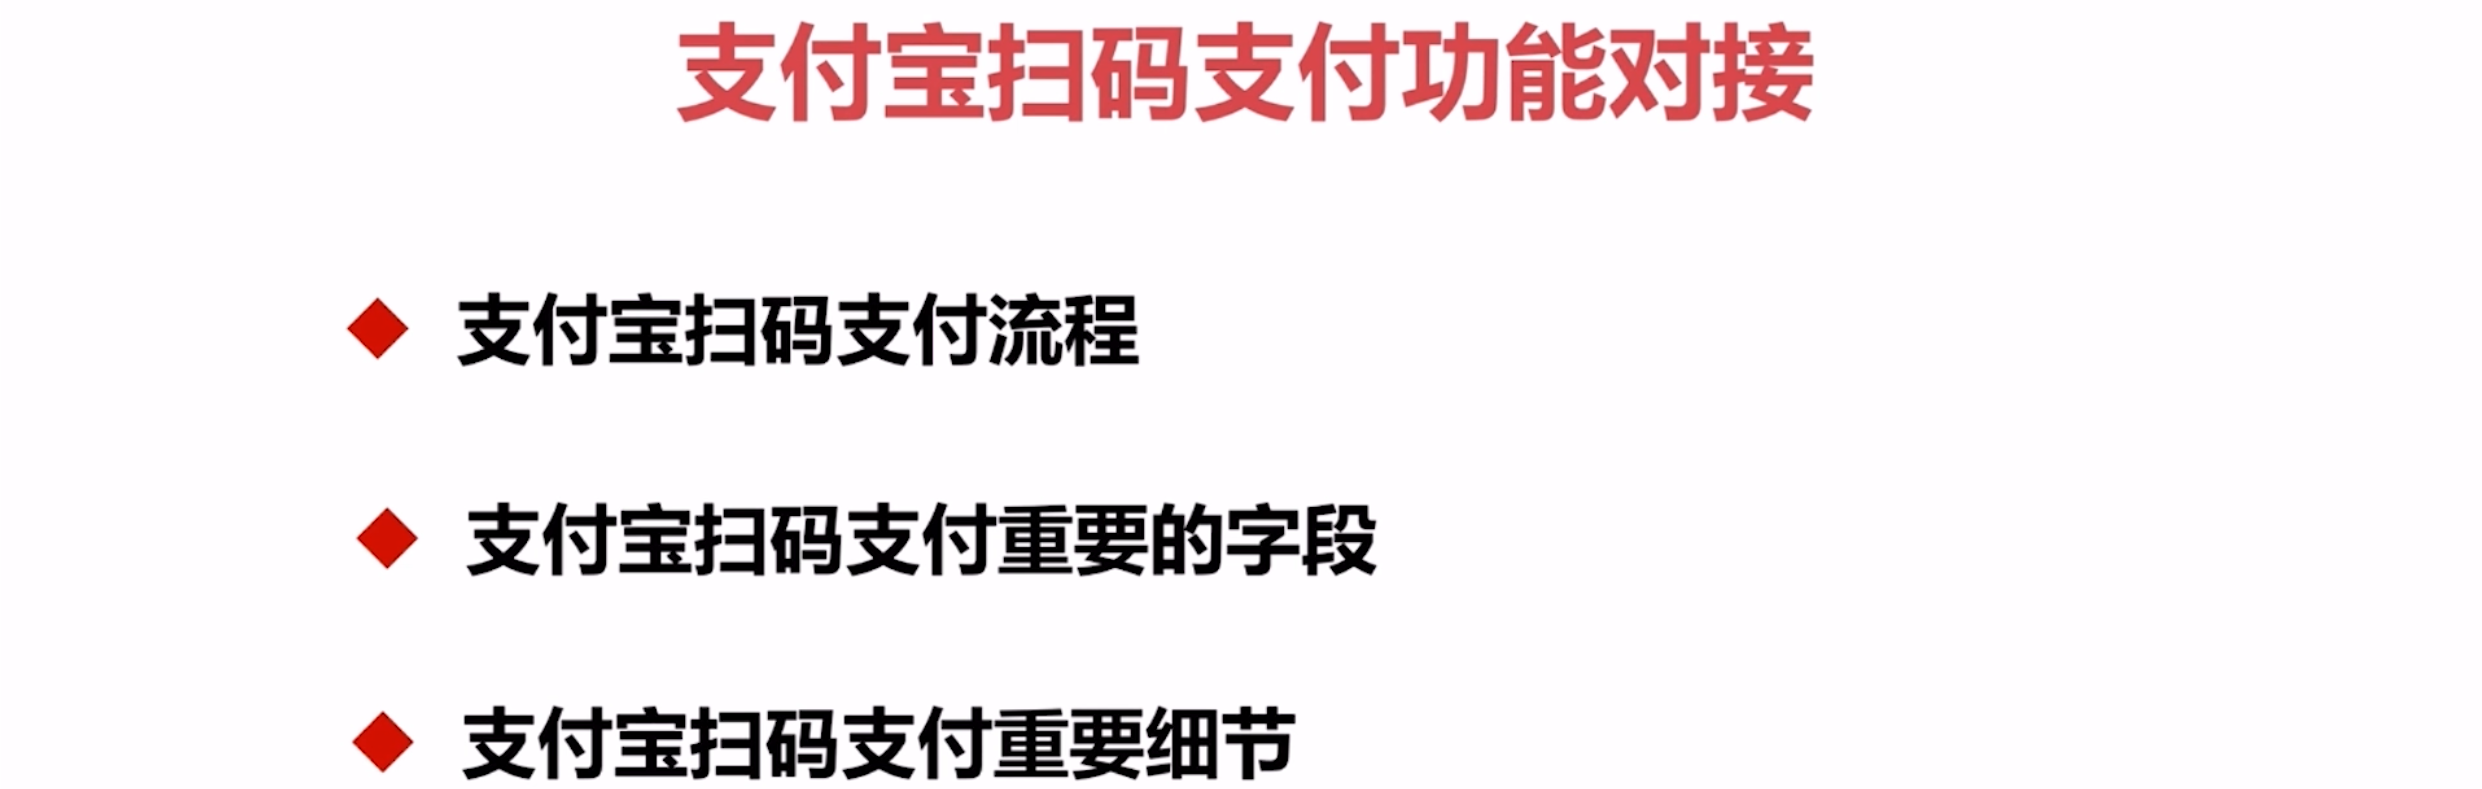 支付宝扫码支付功能对接
支付宝扫码支付流程
支付宝扫码支付重要的字段
支付宝扫码支付重要细节